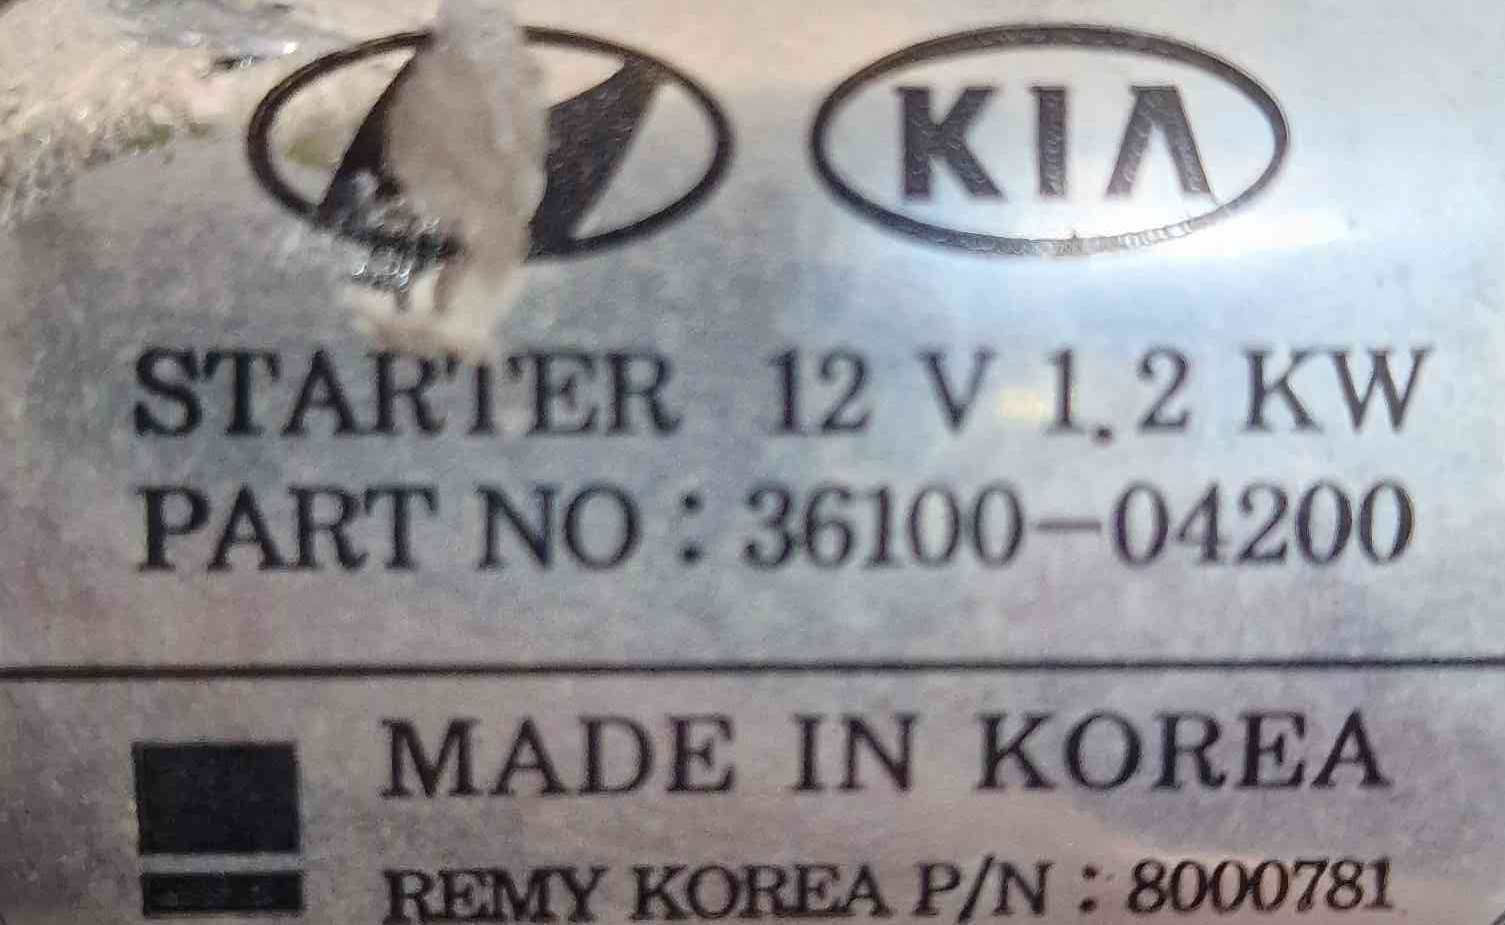 KIA
STARTER 12 V 1.2 KW
PART NO : 36100-04200
MADE IN KOREA
REMY KOREA P/N : 8000781